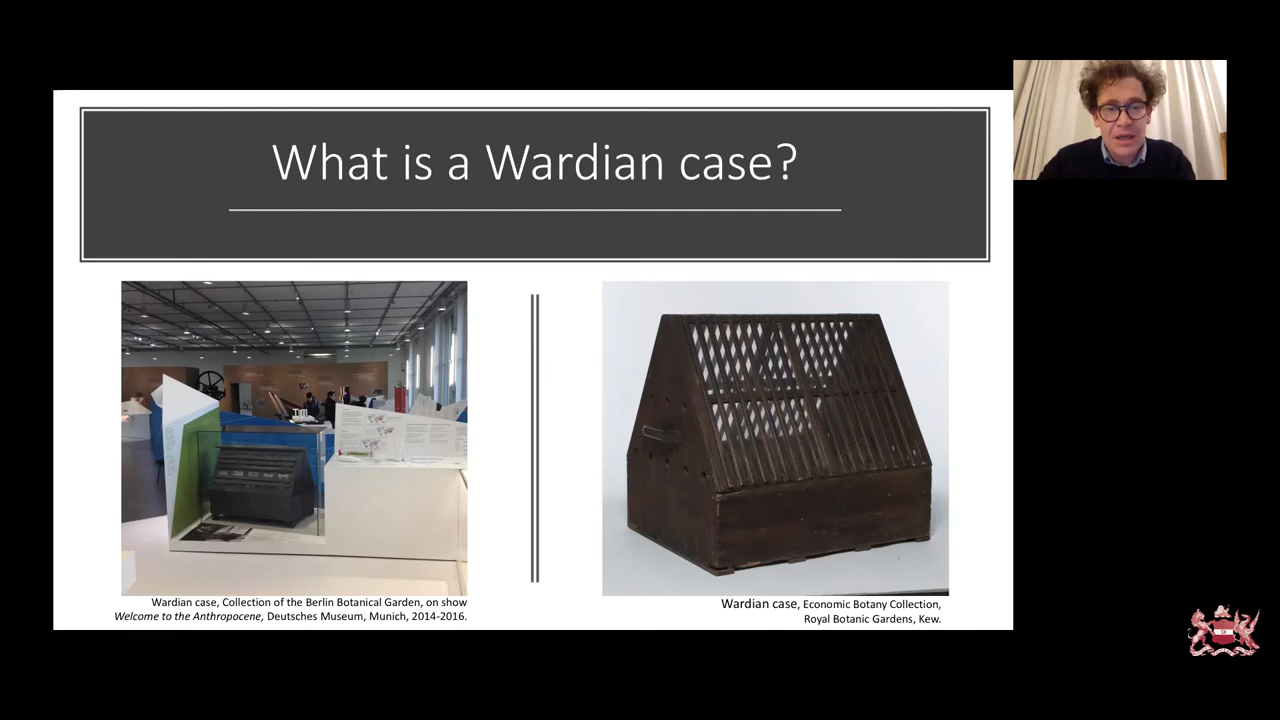 What is a Wardian case?
Wardian case, Collection of the Berlin Botanical Garden, on show
Welcome to the Anthropocene, Deutsches Museum, Munich, 2014-2016.
Wardian case, Economic Botany Collection,
Royal Botanic Gardens, Kew.